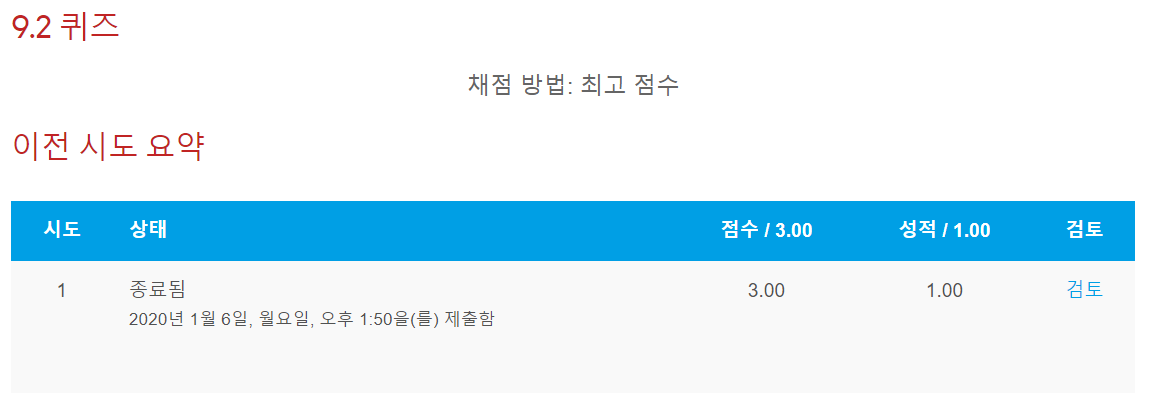 9.2 퀴즈
채점 방법: 최고 점수
이전 시도 요약
시도 상태 점수 / 3.00 성적 / 1.00 검토
1 종료됨 3.00 1.00 검토
2020년 1월 6일, 월요일, 오후 1:50을(를) 제출함